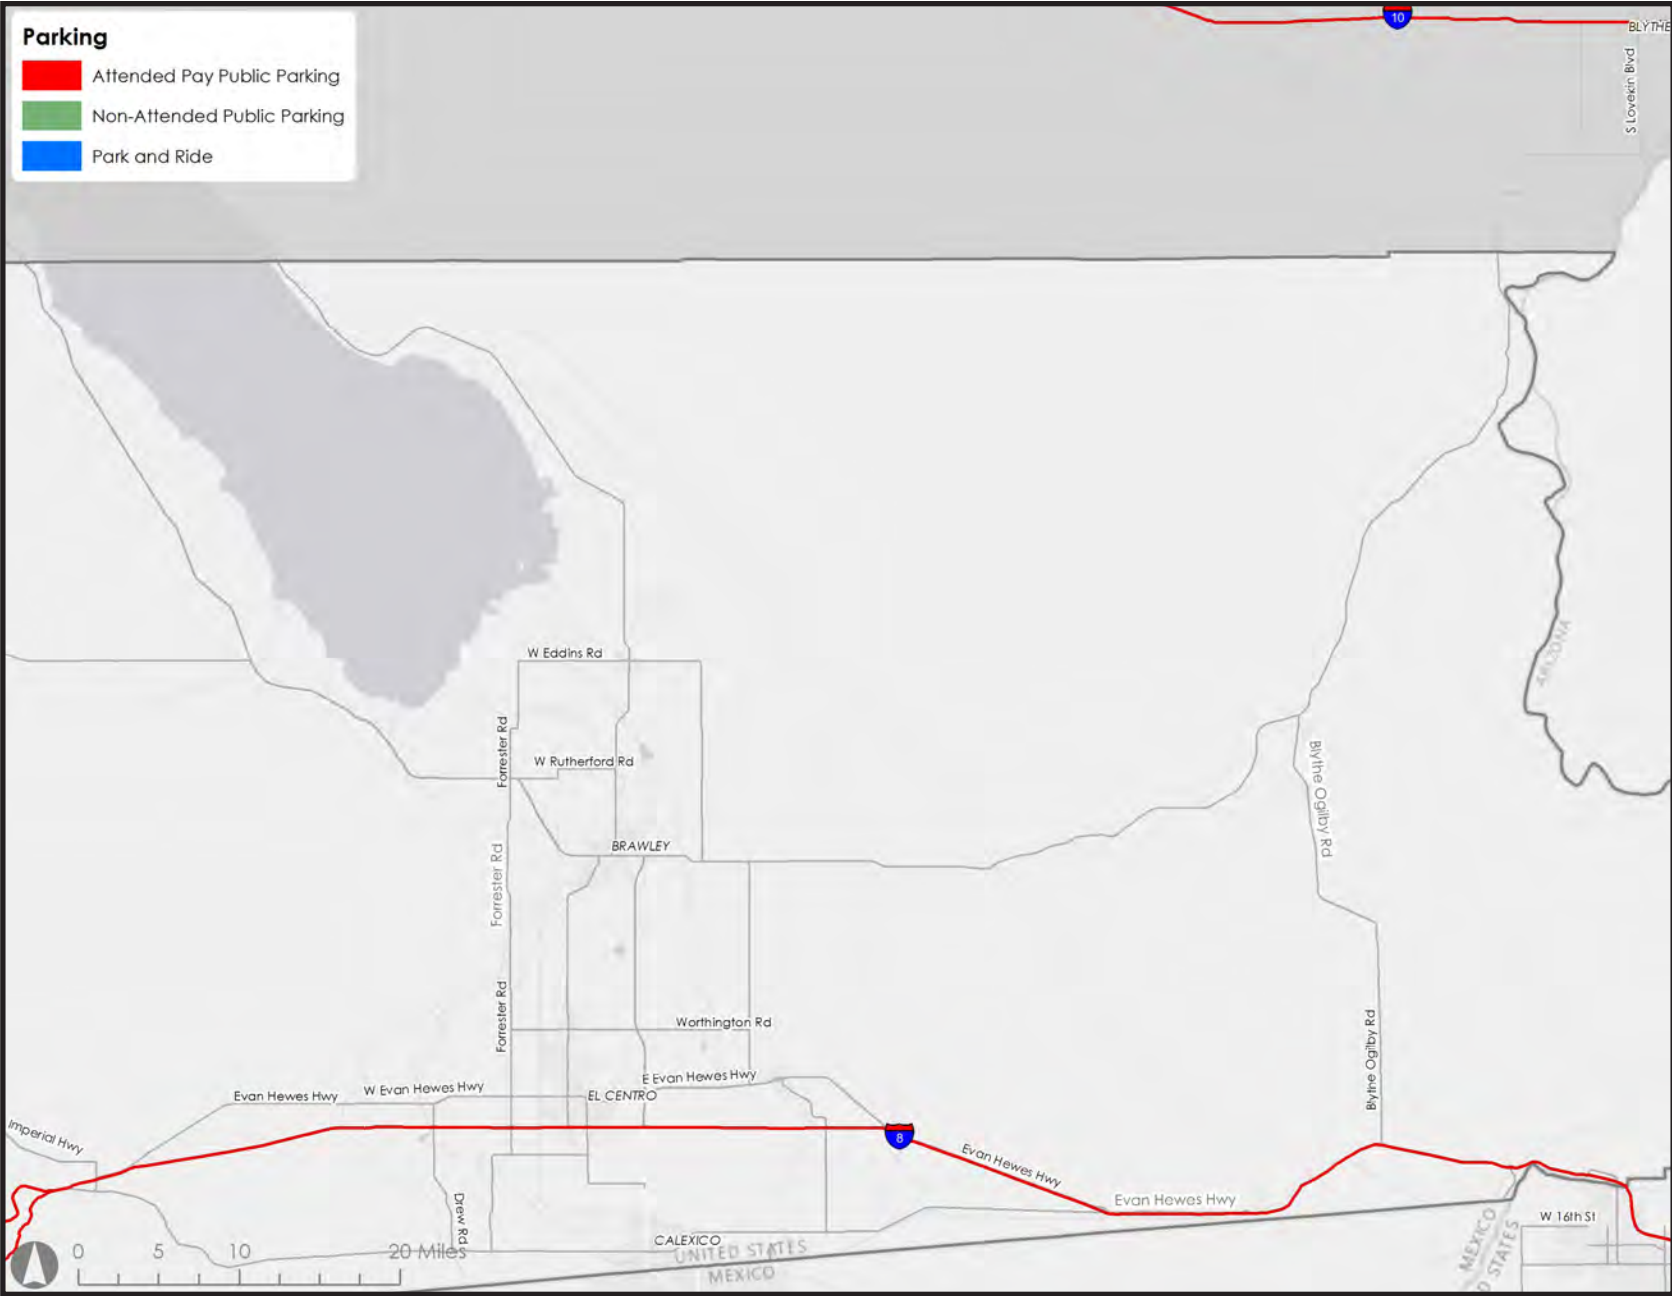 Parking
Attended Pay Public Parking
Non-Attended Public Parking
Park and Ride
10
BLYTHE
S Lovekin Blvd
ARIZONA
W Eddins Rd
Forrester Rd
W Rutherford Rd
Blythe Ogilby Rd
BRAWLEY
Forrester Rd
Forrester Rd
Worthington Rd
Blythe Ogilby Rd
E Evan Hewes Hwy
W Evan Hewes Hwy
Evan Hewes Hwy
EL CENTRO
Imperial Hwy
8
Evan Hewes Hwy
Evan Hewes Hwy
Drew Rd
W 16th St
CALEXICO
UNITED STATES
MEXICO
MEXICO
D STATES
0 5 10 20 Miles